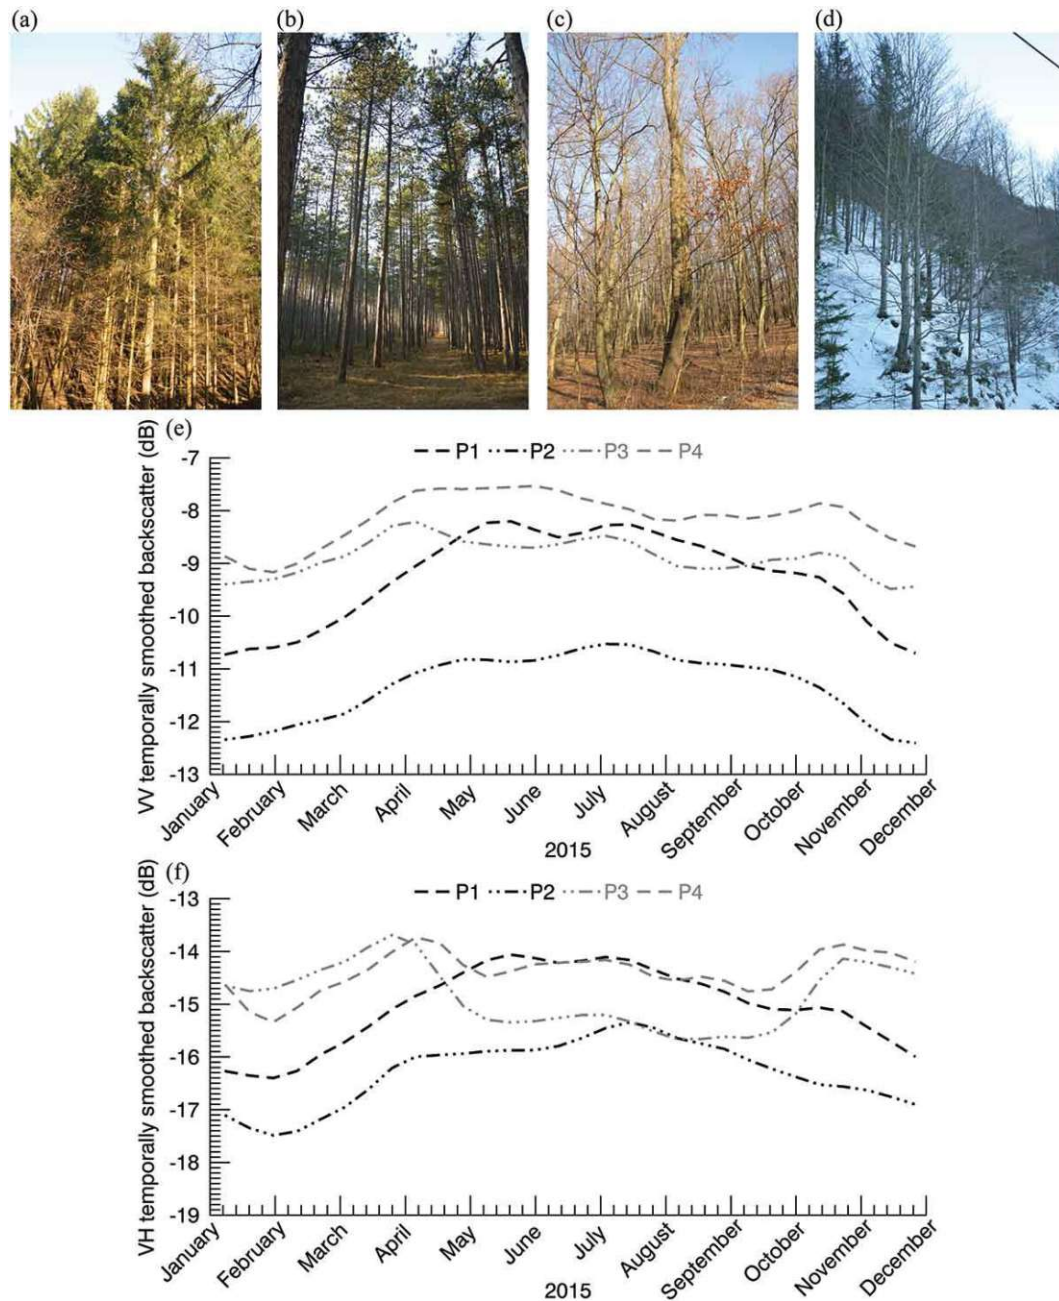 (a) (b) (c) (d)
(e)
P1 P2 P3 P4
VV temporally smoothed backscatter (dB)
-7
-8
-9
-10
-11
-12
-13
January February March April May June July August September October November December
2015
(f)
P1 P2 P3 P4
VH temporally smoothed backscatter (dB)
-13
-14
-15
-16
-17
-18
-19
January February March April May June July August September October November December
2015